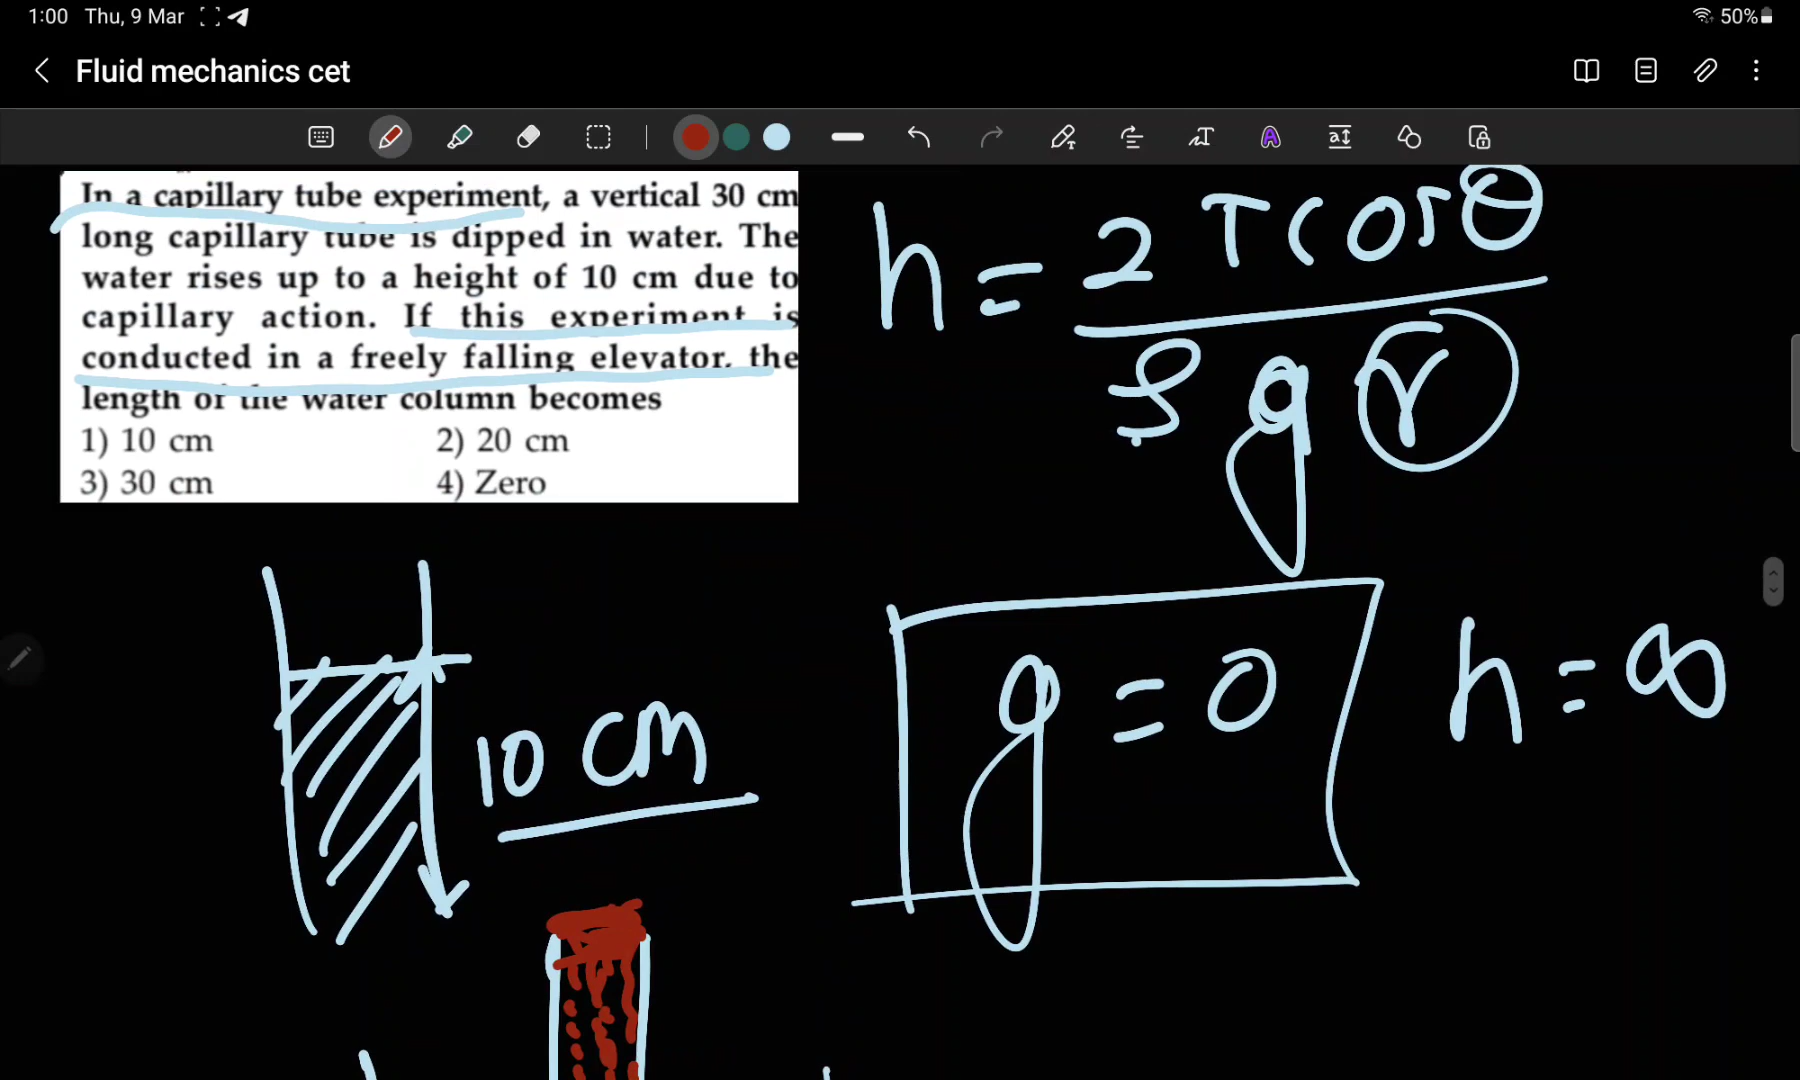 1:00 Thu, 9 Mar
50%
Fluid mechanics cet
In a capillary tube experiment, a vertical 30 cm
long capillary tube is dipped in water. The
water rises up to a height of 10 cm due to
capillary action. If this experiment is
conducted in a freely falling elevator, the
length of the water column becomes
1) 10 cm 2) 20 cm
3) 30 cm 4) Zero
h = 2 T cos θ
ρ g r
g = 0
h = ∞
10 cm